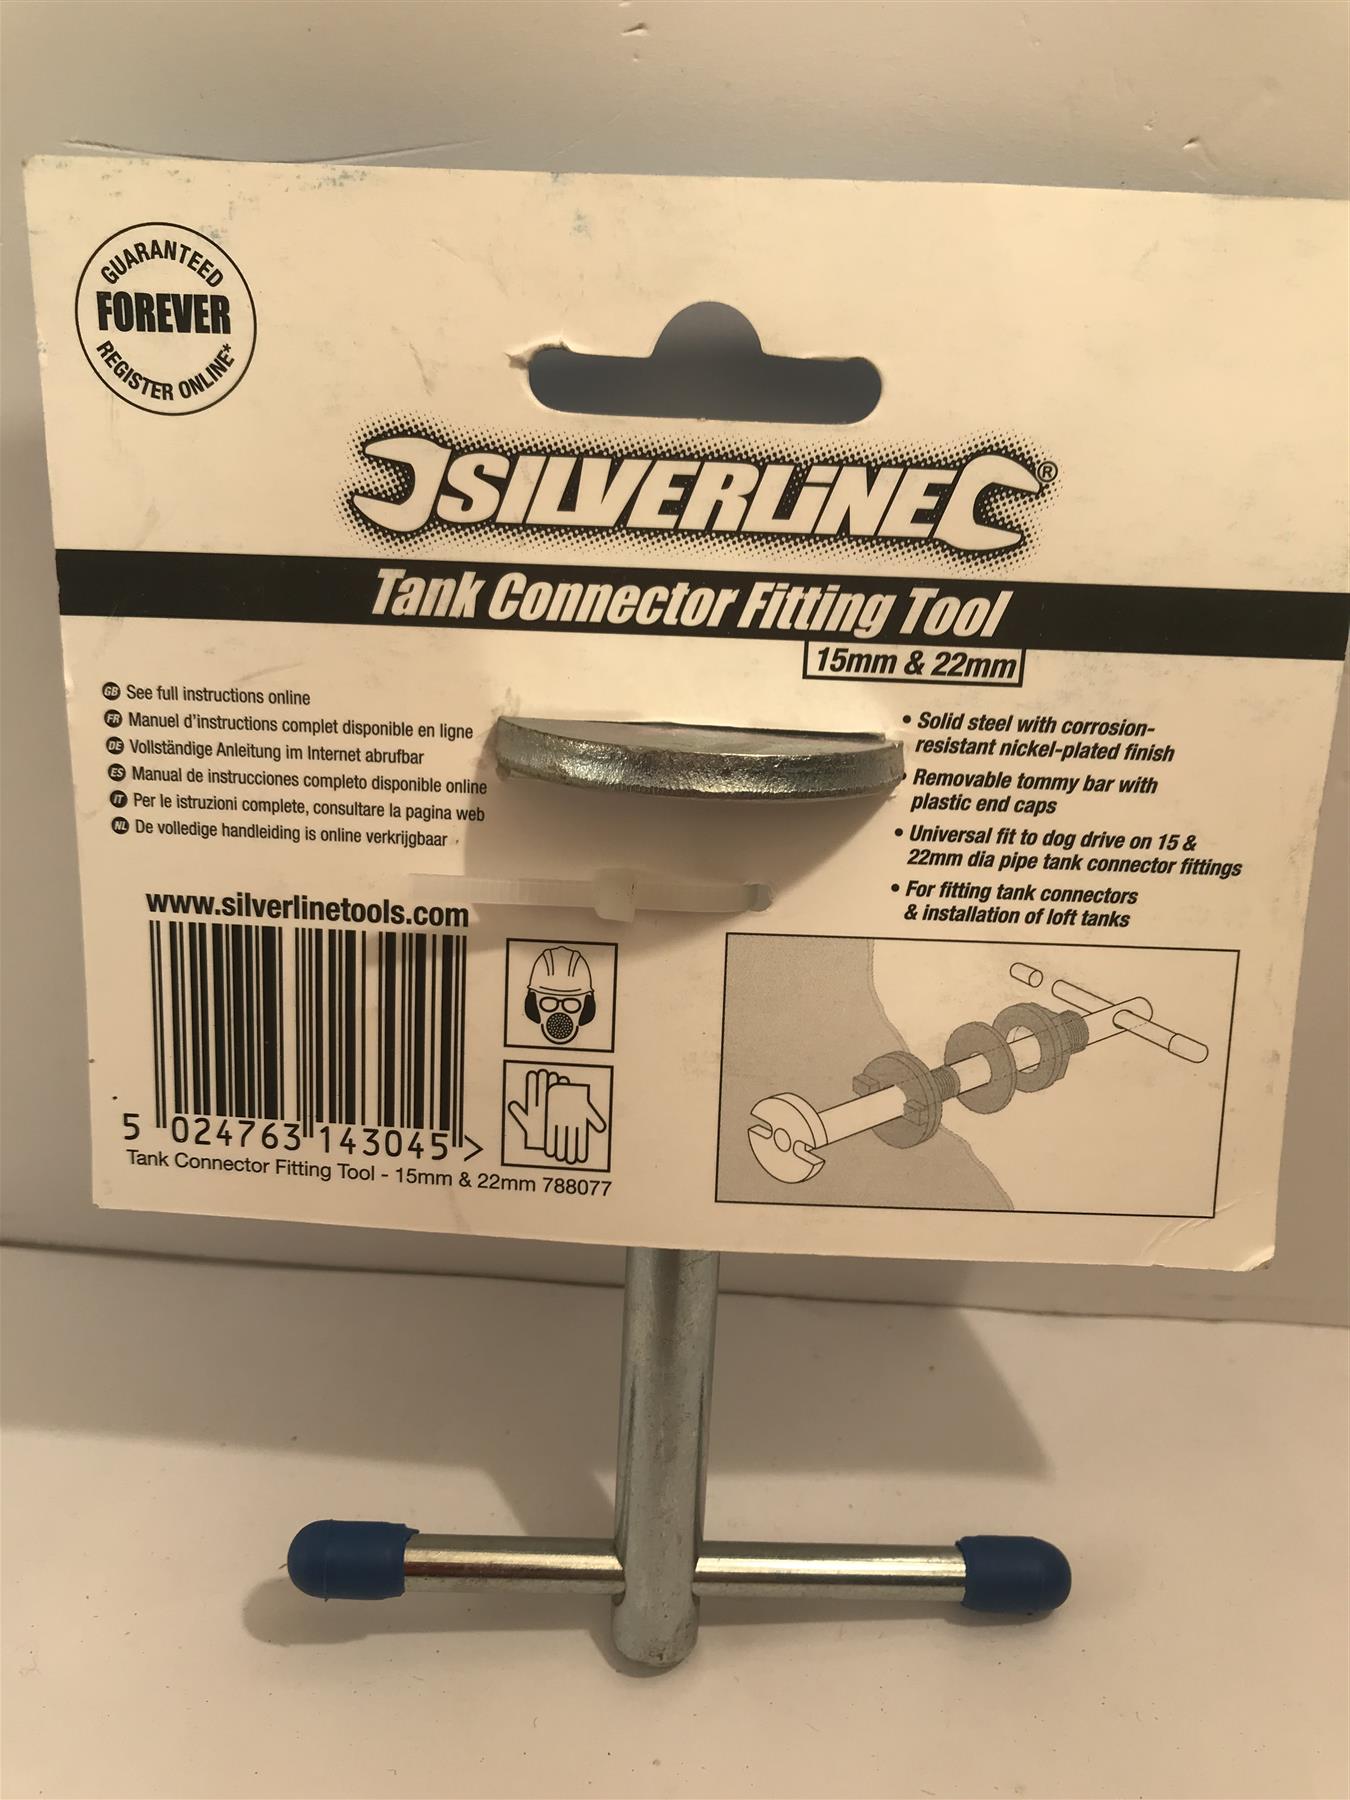 GUARANTEED
FOREVER
REGISTER ONLINE*
SILVERLINE®
Tank Connector Fitting Tool
15mm & 22mm
GB See full instructions online
FR Manuel d'instructions complet disponible en ligne
DE Vollständige Anleitung im Internet abrufbar
ES Manual de instrucciones completo disponible online
IT Per le istruzioni complete, consultare la pagina web
NL De volledige handleiding is online verkrijgbaar
• Solid steel with corrosion-
resistant nickel-plated finish
• Removable tommy bar with
plastic end caps
• Universal fit to dog drive on 15 &
22mm dia pipe tank connector fittings
• For fitting tank connectors
& installation of loft tanks
www.silverlinetools.com
5 024763 143045 >
Tank Connector Fitting Tool - 15mm & 22mm 788077